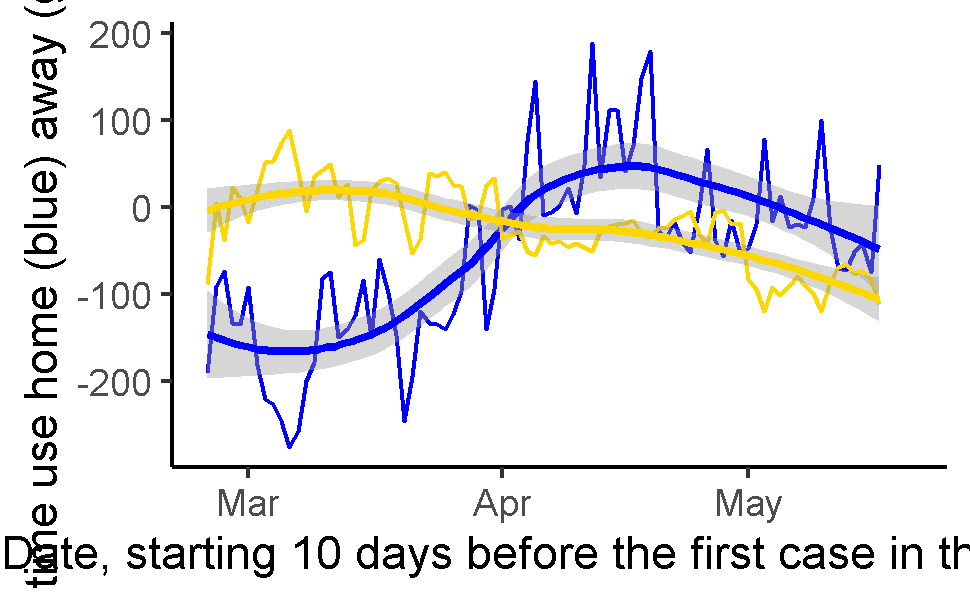 time use home (blue) away (
200
100
0
-100
-200
Mar Apr May
Date, starting 10 days before the first case in th